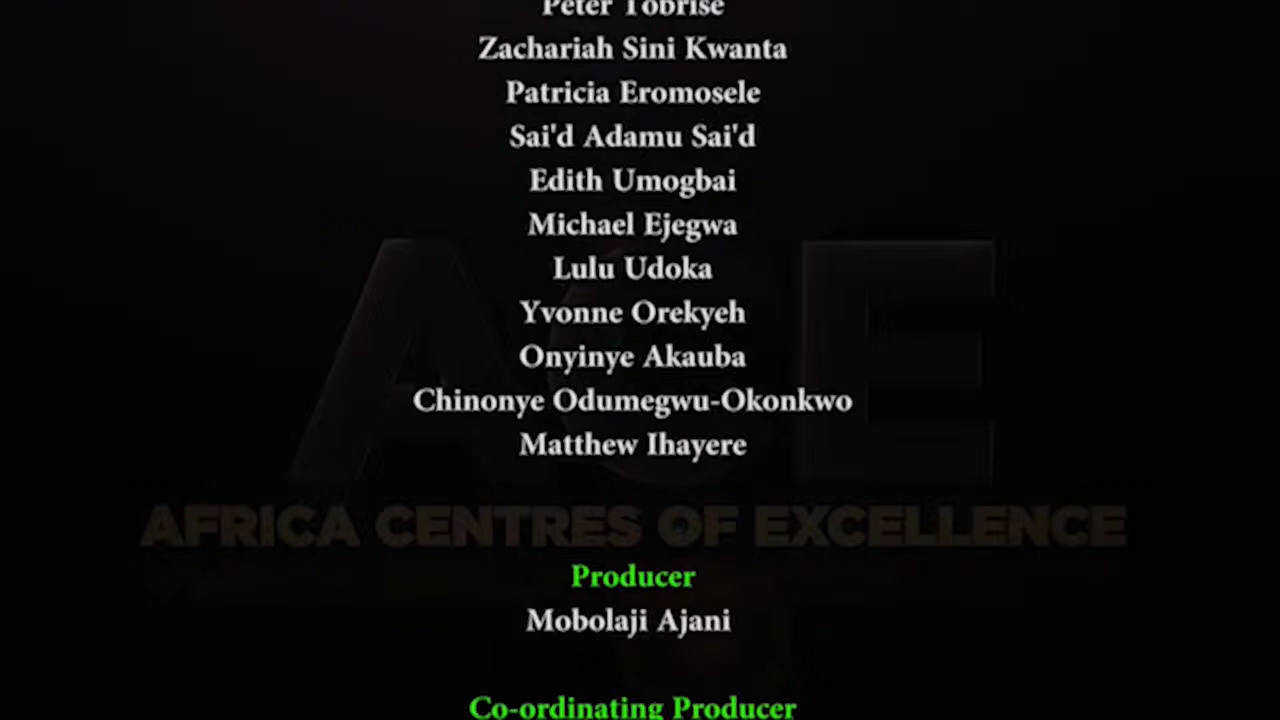 Peter Tobrise
Zachariah Sini Kwanta
Patricia Eromosele
Sai'd Adamu Sai'd
Edith Umogbai
Michael Ejegwa
Lulu Udoka
Yvonne Orekyeh
Onyinye Akauba
Chinonye Odumegwu-Okonkwo
Matthew Ihayere
ACE
AFRICA CENTRES OF EXCELLENCE
Producer
Mobolaji Ajani
Co-ordinating Producer